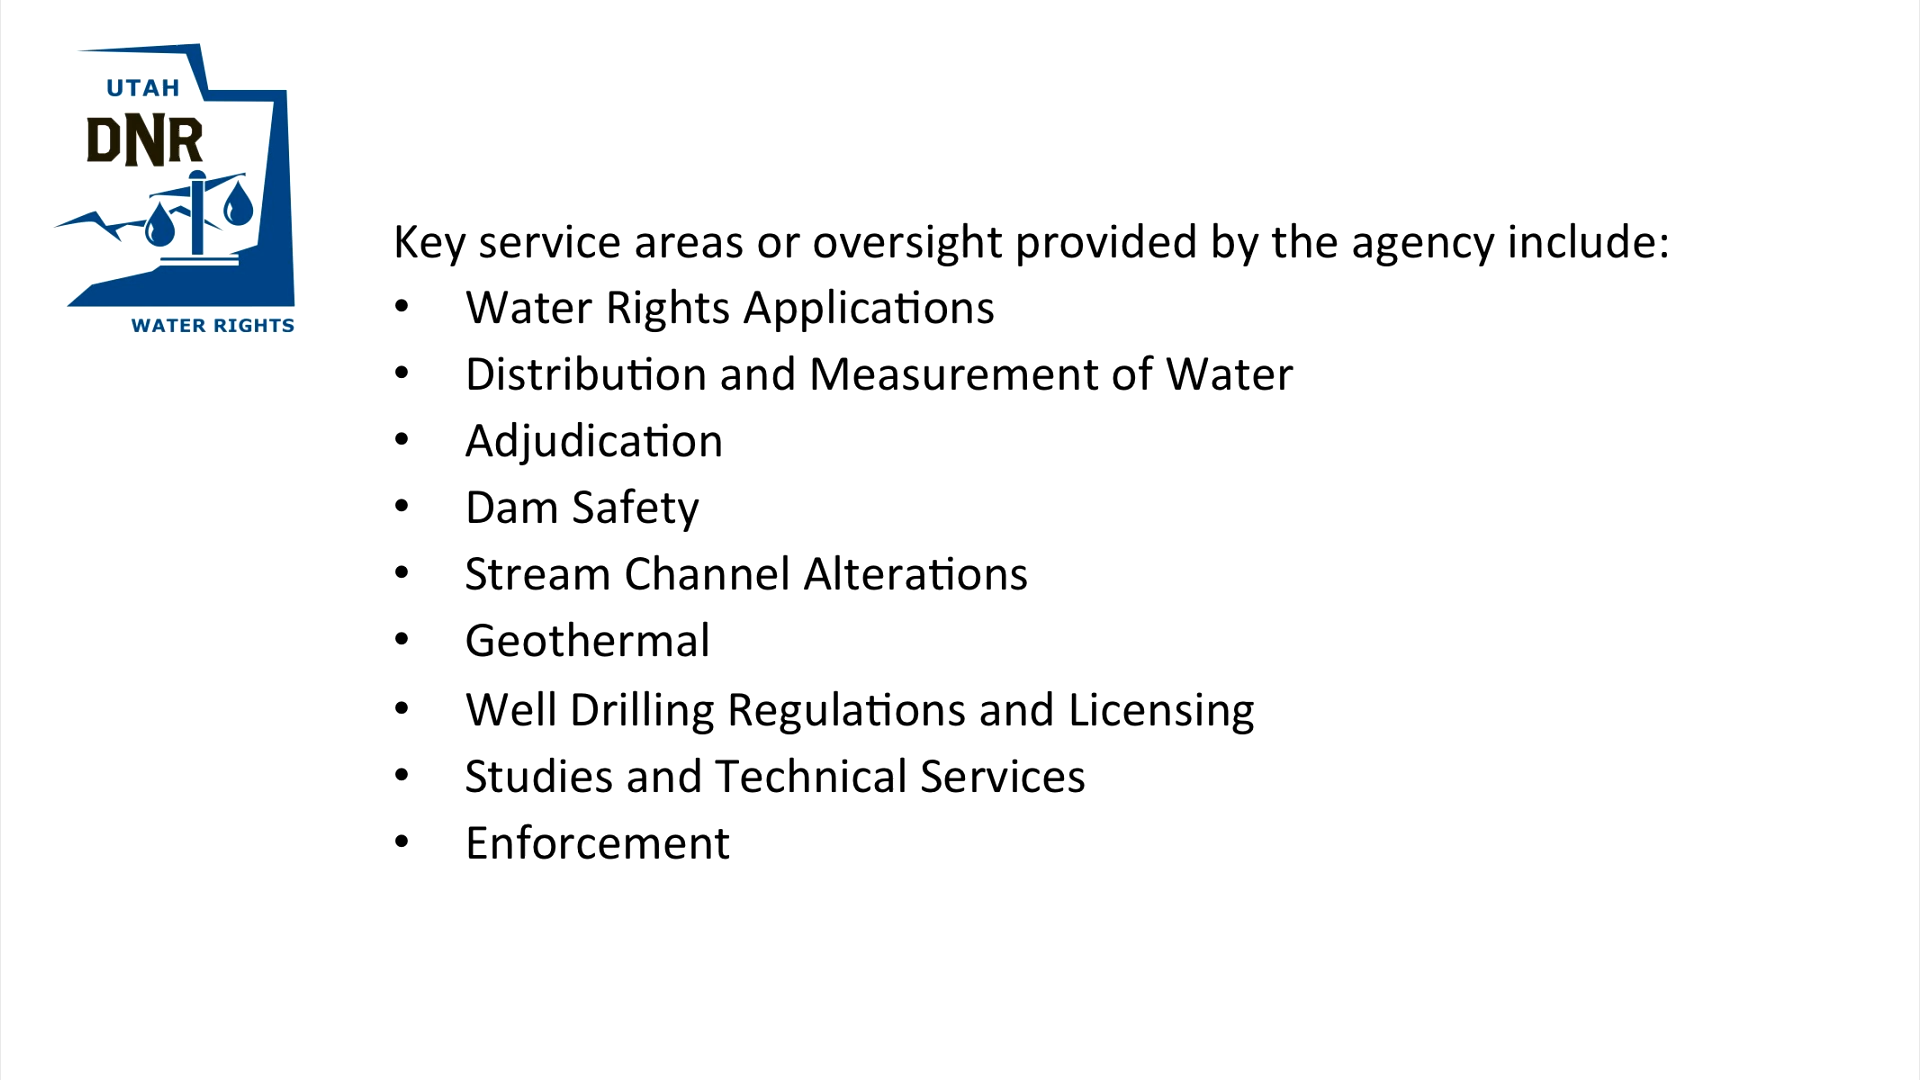 UTAH
DNR
WATER RIGHTS
Key service areas or oversight provided by the agency include:
• Water Rights Applications
• Distribution and Measurement of Water
• Adjudication
• Dam Safety
• Stream Channel Alterations
• Geothermal
• Well Drilling Regulations and Licensing
• Studies and Technical Services
• Enforcement